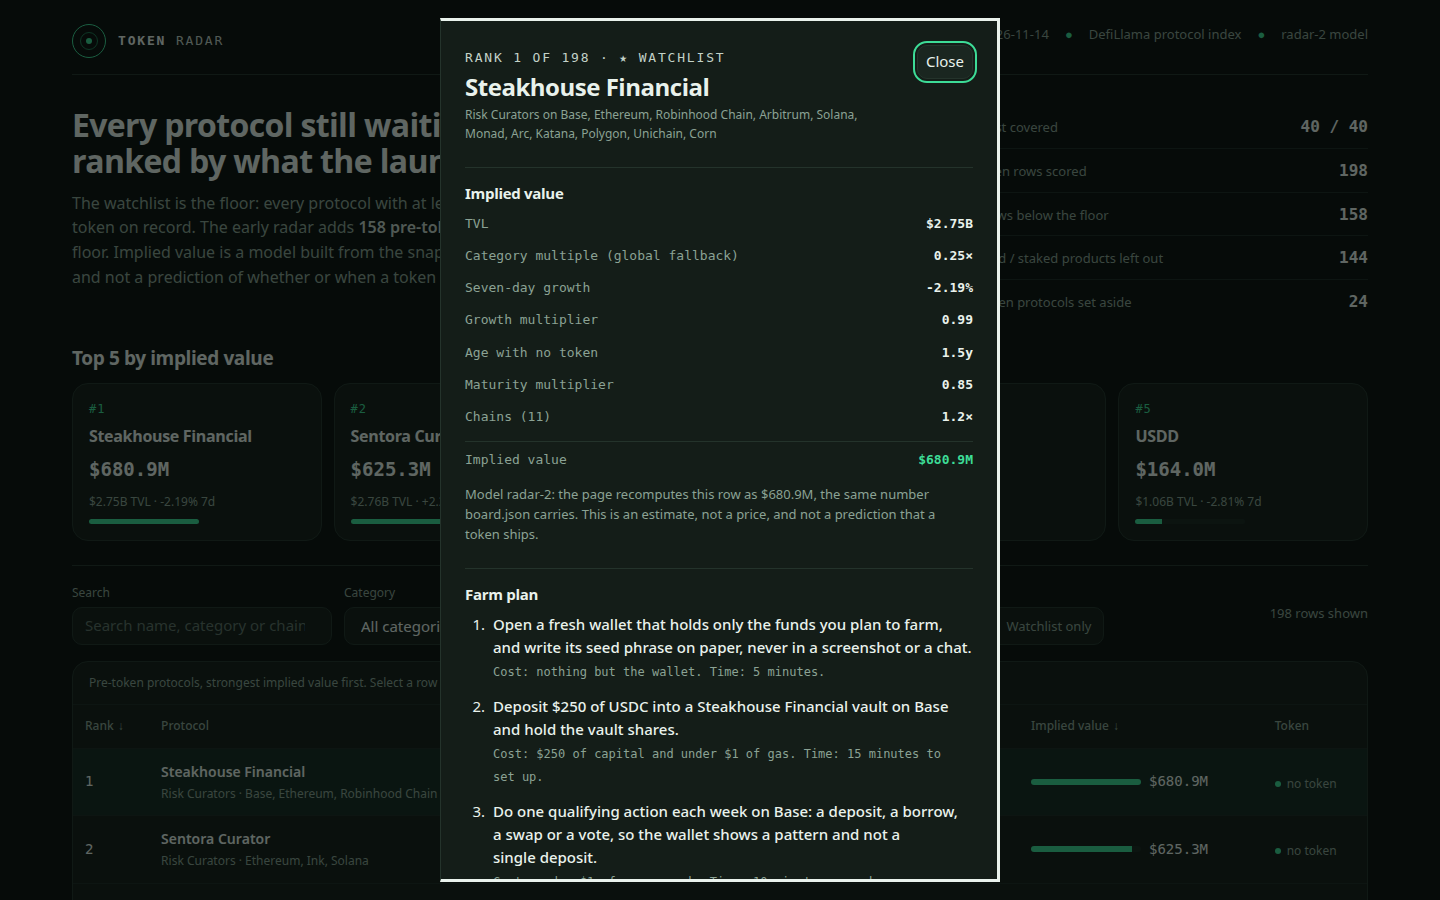 TOKEN RADAR
26-11-14 DefiLlama protocol index radar-2 model
Every protocol still waiti
ranked by what the laun
The watchlist is the floor: every protocol with at le
token on record. The early radar adds 158 pre-tok
floor. Implied value is a model built from the snap
and not a prediction of whether or when a token
covered 40 / 40
rows scored 198
below the floor 158
/ staked products left out 144
protocols set aside 24
Top 5 by implied value
#1
Steakhouse Financial
$680.9M
$2.75B TVL · -2.19% 7d
#2
Sentora Cur
$625.3M
$2.76B TVL · +2.
#5
USDD
$164.0M
$1.06B TVL · -2.81% 7d
Search
Search name, category or chain
Category
All categori
Watchlist only
198 rows shown
Pre-token protocols, strongest implied value first. Select a row
Rank ↓ Protocol Implied value ↓ Token
1 Steakhouse Financial $680.9M no token
Risk Curators · Base, Ethereum, Robinhood Chain
2 Sentora Curator $625.3M no token
Risk Curators · Ethereum, Ink, Solana
RANK 1 OF 198 · ★ WATCHLIST
Close
Steakhouse Financial
Risk Curators on Base, Ethereum, Robinhood Chain, Arbitrum, Solana,
Monad, Arc, Katana, Polygon, Unichain, Corn
Implied value
TVL $2.75B
Category multiple (global fallback) 0.25×
Seven-day growth -2.19%
Growth multiplier 0.99
Age with no token 1.5y
Maturity multiplier 0.85
Chains (11) 1.2×
Implied value $680.9M
Model radar-2: the page recomputes this row as $680.9M, the same number
board.json carries. This is an estimate, not a price, and not a prediction that a
token ships.
Farm plan
1. Open a fresh wallet that holds only the funds you plan to farm,
and write its seed phrase on paper, never in a screenshot or a chat.
Cost: nothing but the wallet. Time: 5 minutes.
2. Deposit $250 of USDC into a Steakhouse Financial vault on Base
and hold the vault shares.
Cost: $250 of capital and under $1 of gas. Time: 15 minutes to
set up.
3. Do one qualifying action each week on Base: a deposit, a borrow,
a swap or a vote, so the wallet shows a pattern and not a
single deposit.